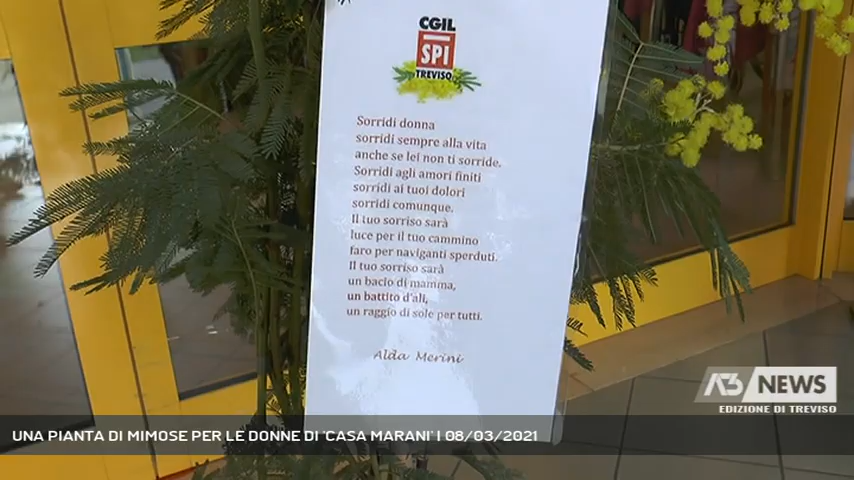 CGIL
SPI
TREVISO
Sorridi donna
sorridi sempre alla vita
anche se lei non ti sorride.
Sorridi agli amori finiti
sorridi ai tuoi dolori
sorridi comunque.
Il tuo sorriso sarà
luce per il tuo cammino
faro per naviganti sperduti.
Il tuo sorriso sarà
un bacio di mamma,
un battito d'ali,
un raggio di sole per tutti.
Alda Merini
A3 NEWS
EDIZIONE DI TREVISO
UNA PIANTA DI MIMOSE PER LE DONNE DI 'CASA MARANI' | 08/03/2021